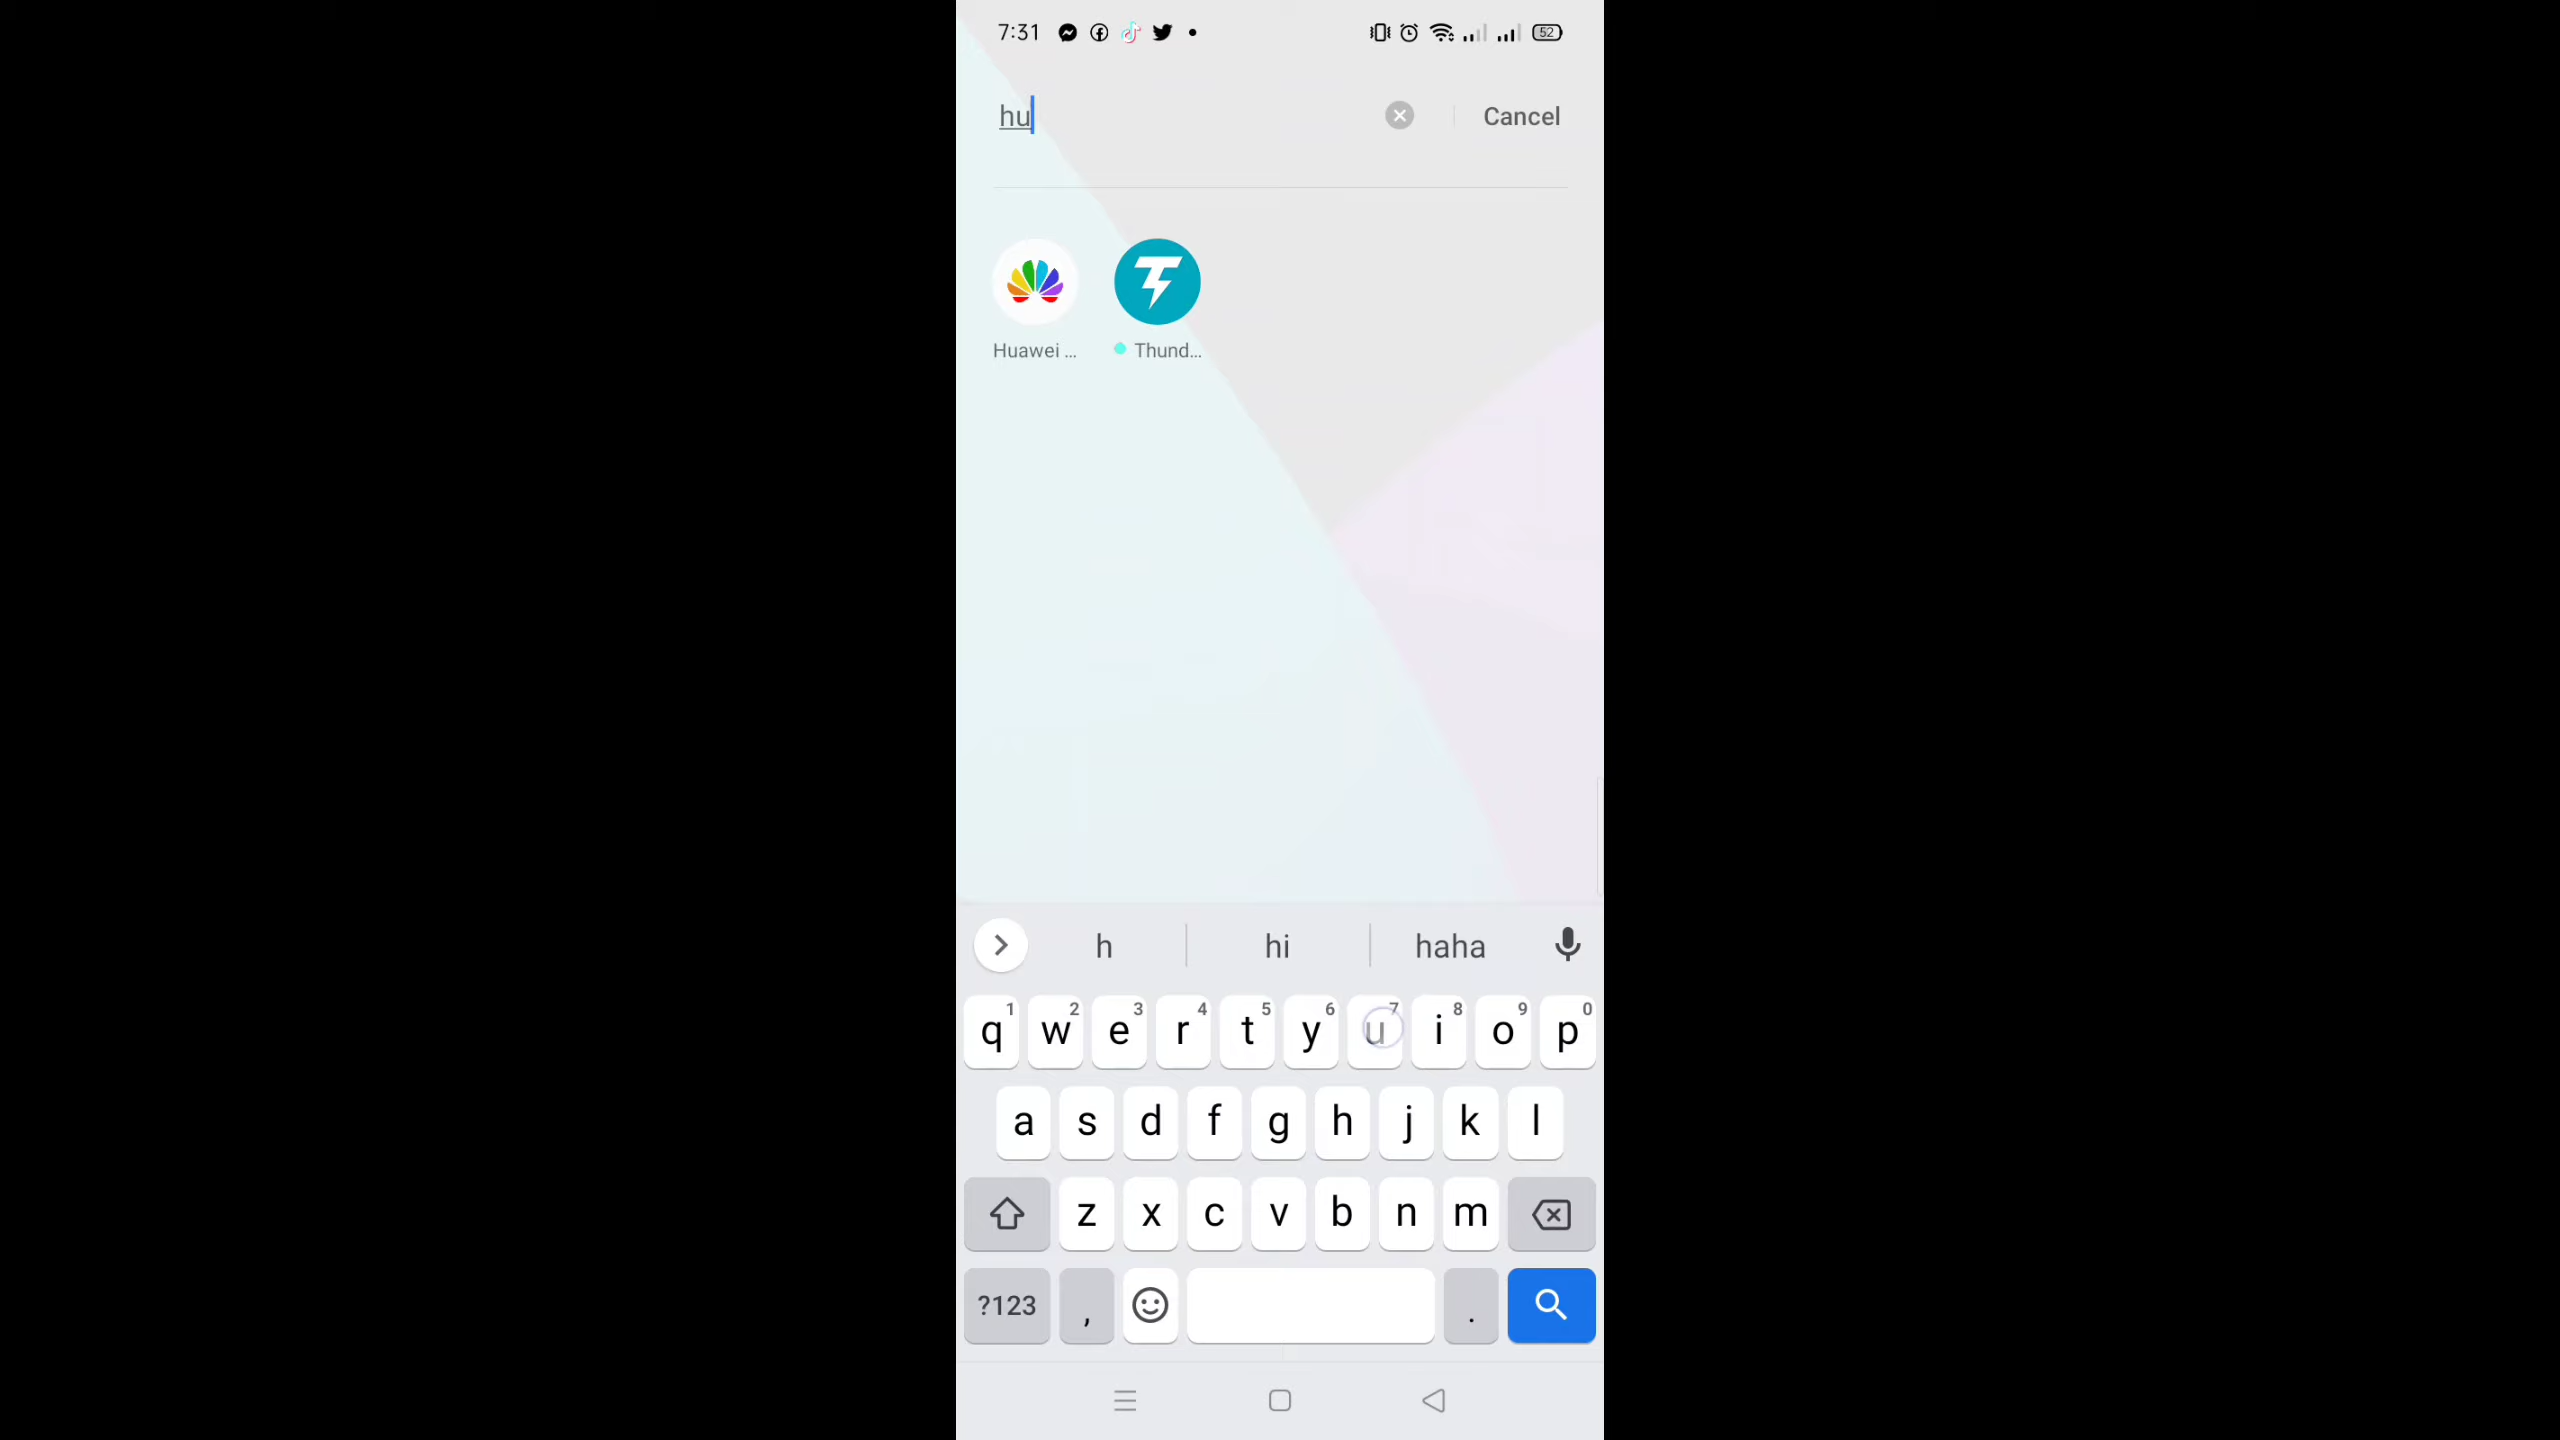 7:31 52
hu Cancel
Huawei ... Thund...
h hi haha
q1 w2 e3 r4 t5 y6 u7 i8 o9 p0
a s d f g h j k l
z x c v b n m
?123 , .